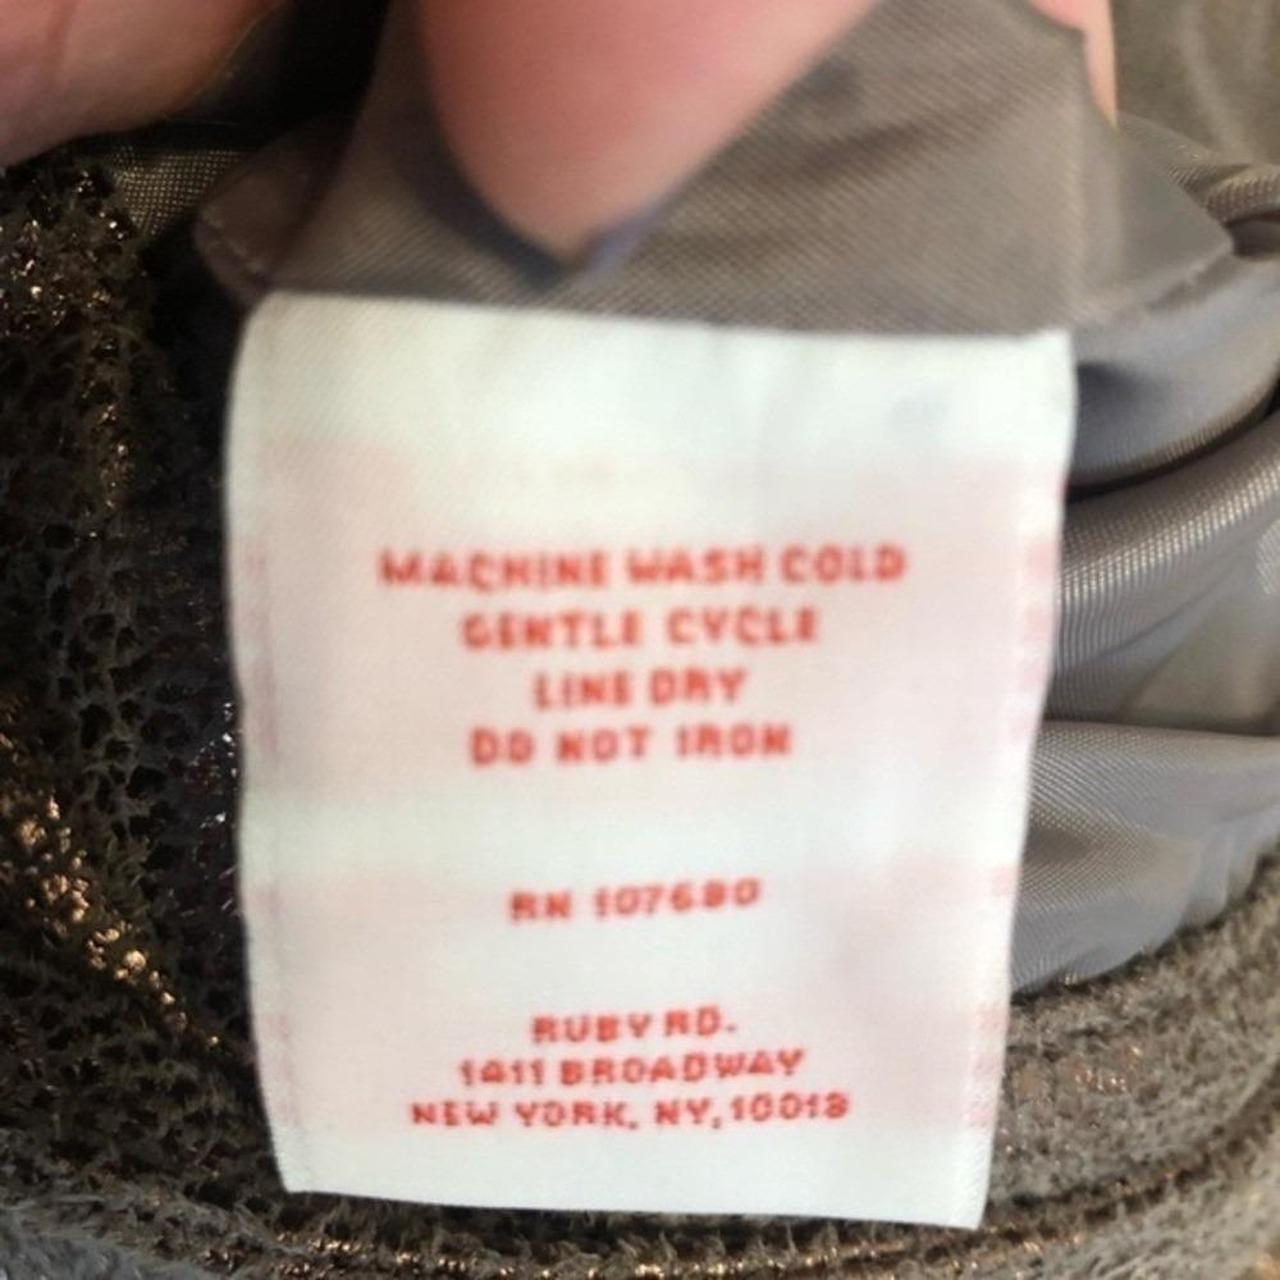 MACHINE WASH COLD
GENTLE CYCLE
LINE DRY
DO NOT IRON
RN 107680
RUBY RD.
1411 BROADWAY
NEW YORK, NY, 10018